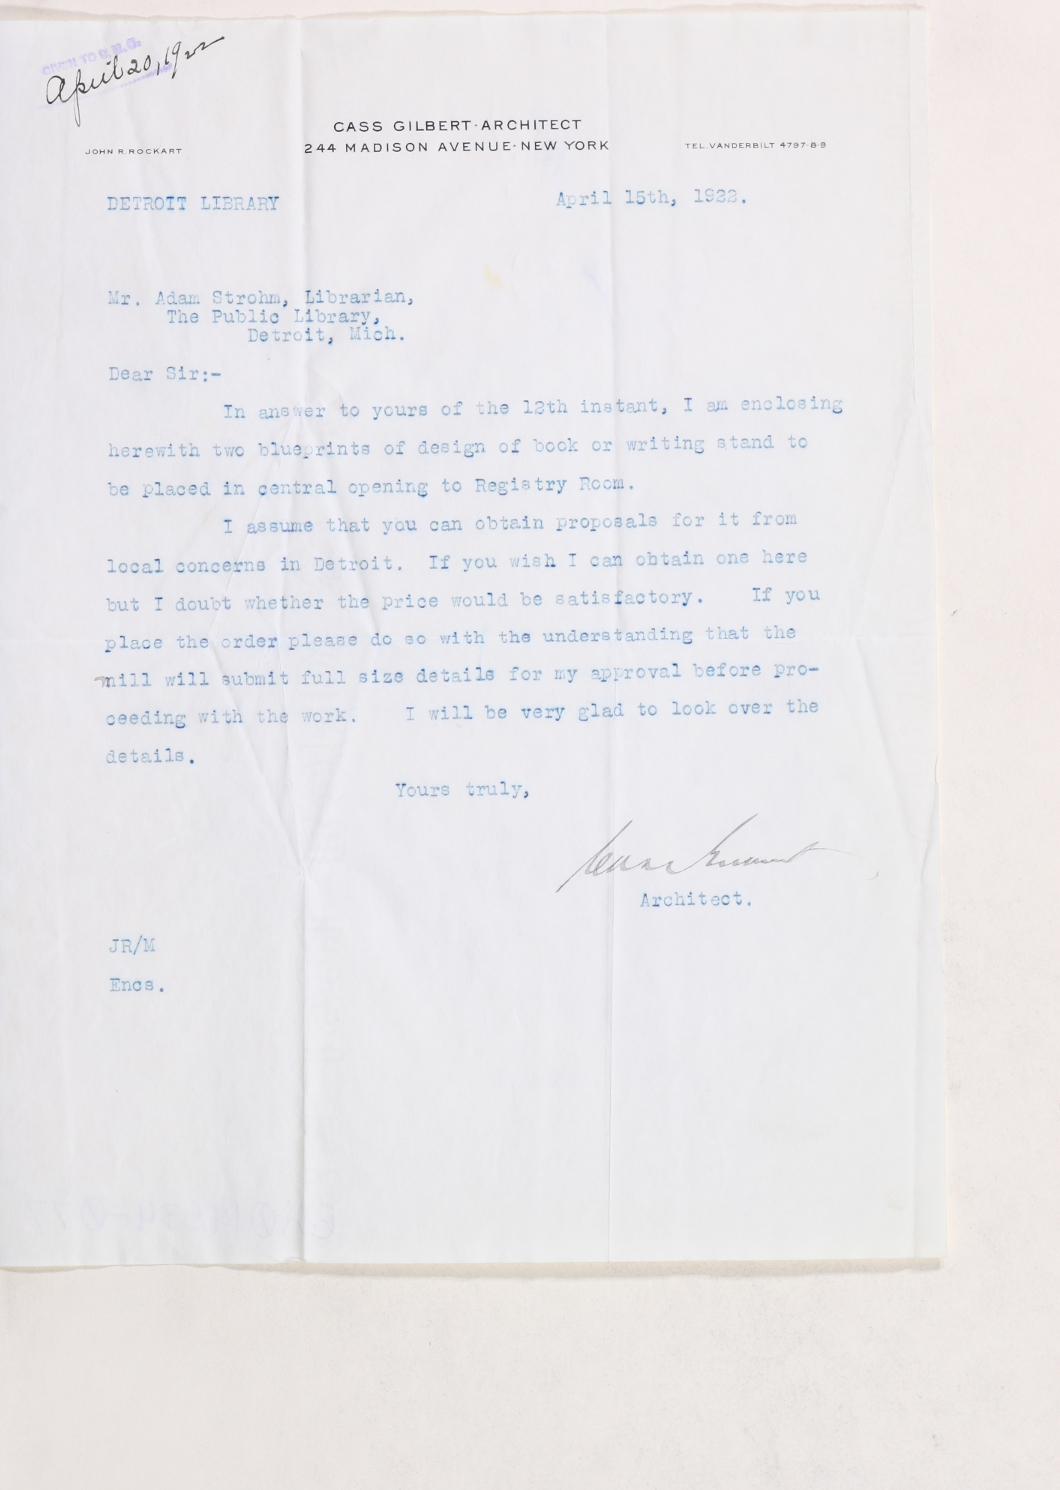 GIVEN TO
April 20, 1922
CASS GILBERT·ARCHITECT
244 MADISON AVENUE·NEW YORK
JOHN R. ROCKART
TEL. VANDERBILT 4797-8-9
DETROIT LIBRARY
April 15th, 1922.
Mr. Adam Strohm, Librarian,
The Public Library,
Detroit, Mich.
Dear Sir:-
In answer to yours of the 12th instant, I am enclosing
herewith two blueprints of design of book or writing stand to
be placed in central opening to Registry Room.
I assume that you can obtain proposals for it from
local concerns in Detroit. If you wish I can obtain one here
but I doubt whether the price would be satisfactory. If you
place the order please do so with the understanding that the
mill will submit full size details for my approval before pro-
ceeding with the work. I will be very glad to look over the
details.
Yours truly,
Cass Gilbert
Architect.
JR/M
Encs.